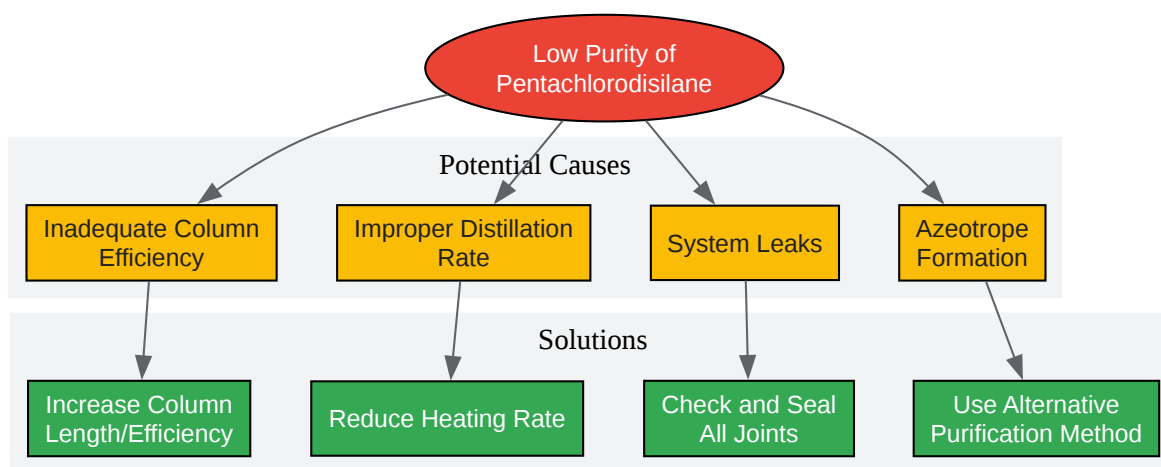 Low Purity of
Pentachlorodisilane
Potential Causes
Inadequate Column
Efficiency
Improper Distillation
Rate
System Leaks
Azeotrope
Formation
Solutions
Increase Column
Length/Efficiency
Reduce Heating Rate
Check and Seal
All Joints
Use Alternative
Purification Method